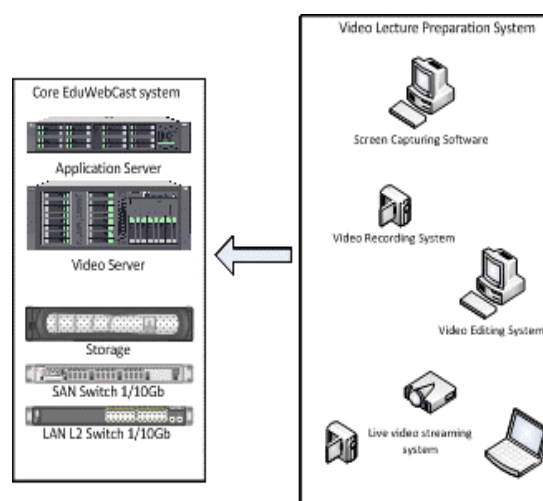 Video Lecture Preparation System
Core EduWebCast system
Application Server
Video Server
Storage
SAN Switch 1/10Gb
LAN L2 Switch 1/10Gb
Screen Capturing Software
Video Recording System
Video Editing System
Live video streaming
system